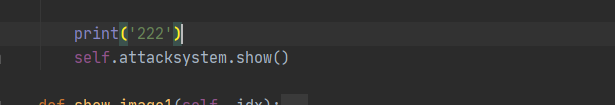 print('222')
self.attacksystem.show()
def show_image1(self, idx):...